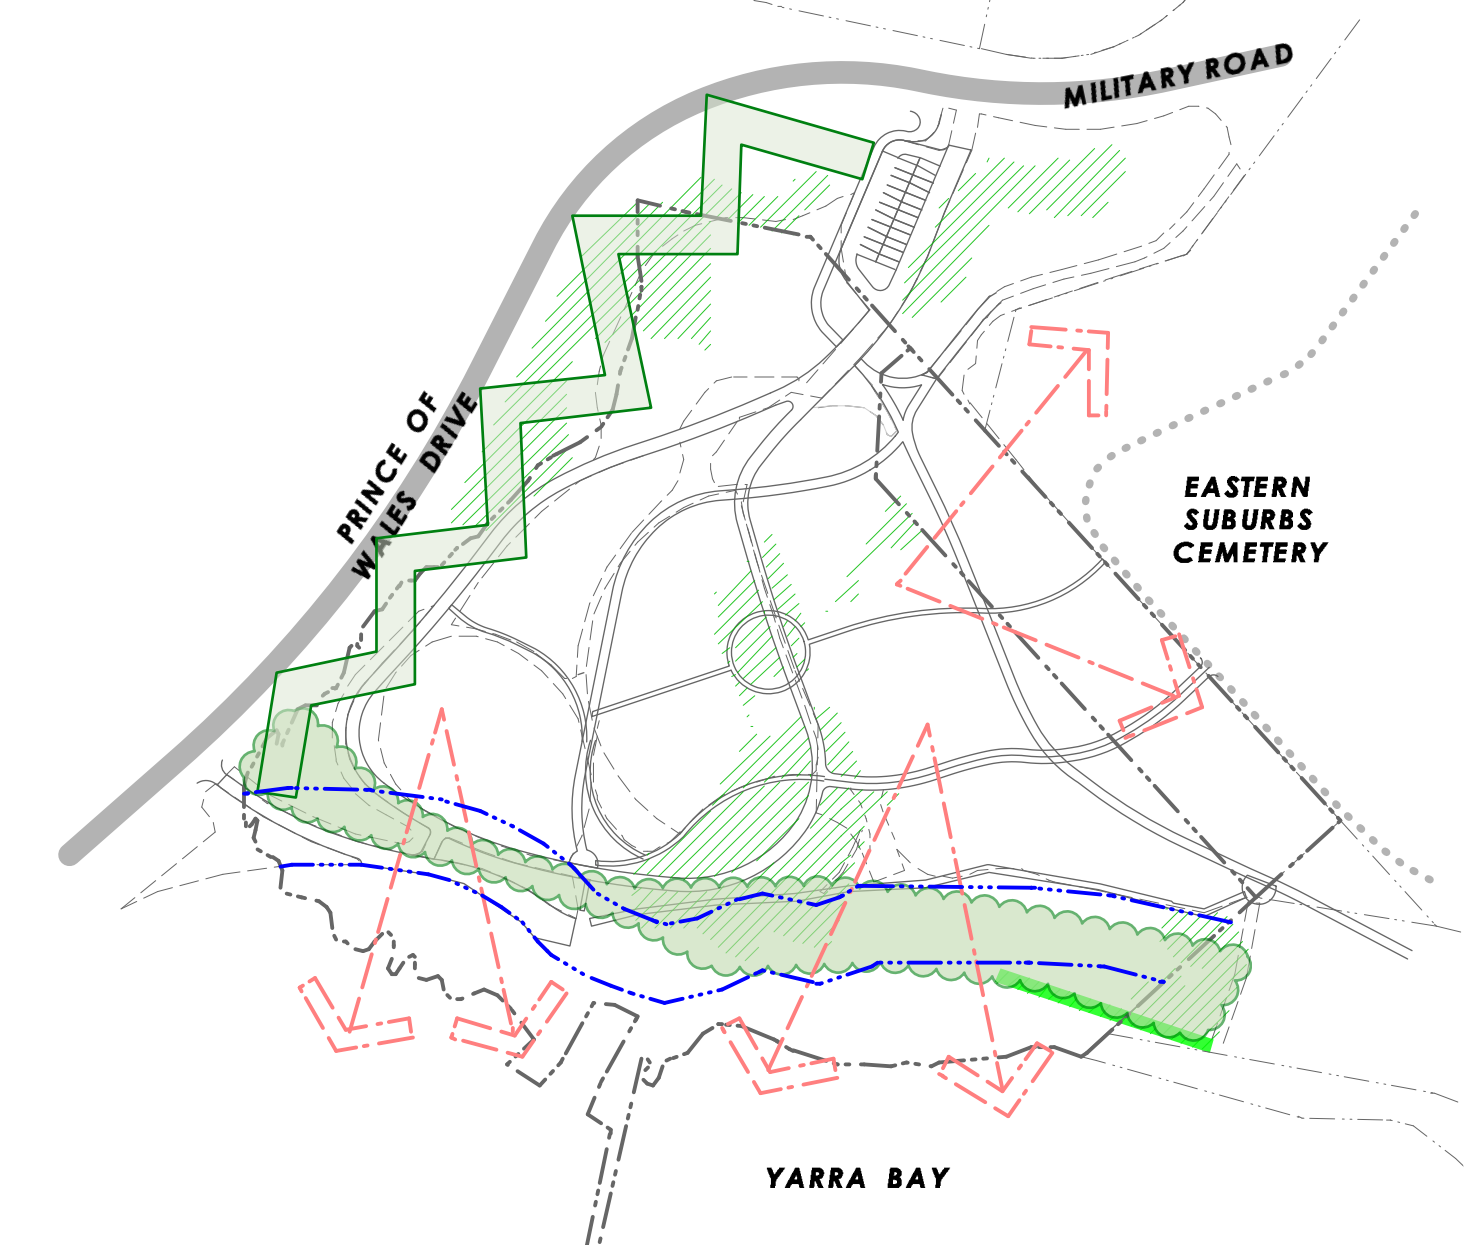 MILITARY ROAD
PRINCE OF
WALES DRIVE
EASTERN
SUBURBS
CEMETERY
YARRA BAY